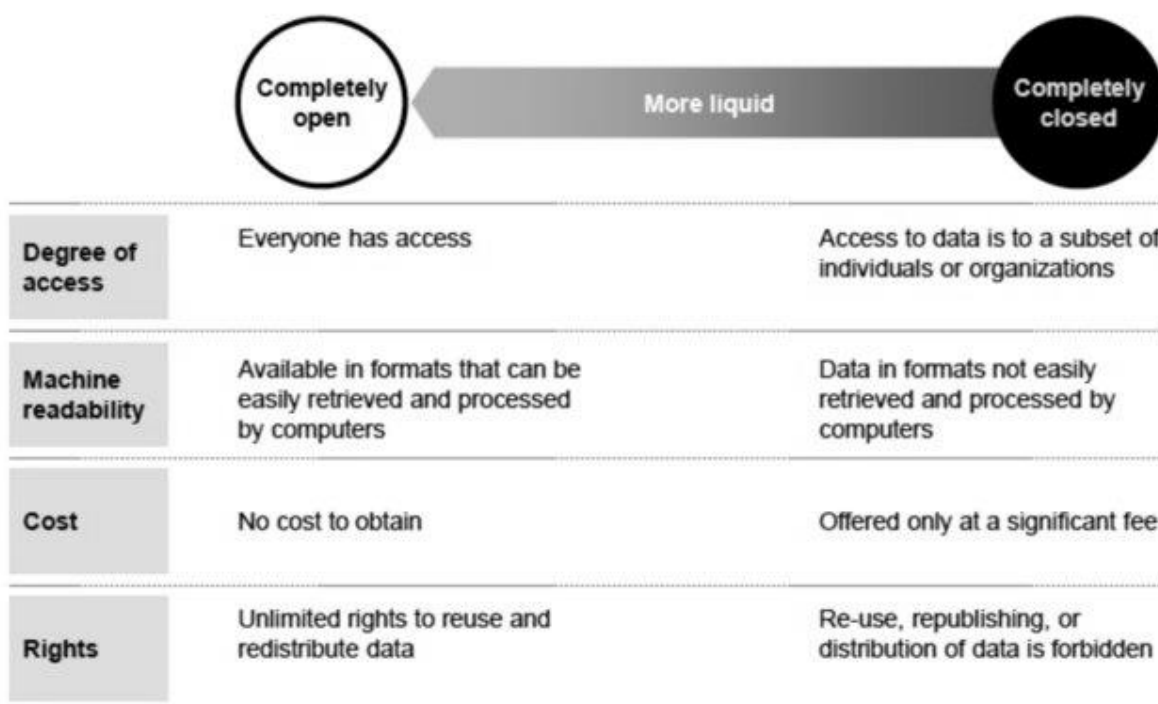 Completely
open
More liquid
Completely
closed
Degree of
access
Everyone has access
Access to data is to a subset of
individuals or organizations
Machine
readability
Available in formats that can be
easily retrieved and processed
by computers
Data in formats not easily
retrieved and processed by
computers
Cost
No cost to obtain
Offered only at a significant fee
Rights
Unlimited rights to reuse and
redistribute data
Re-use, republishing, or
distribution of data is forbidden